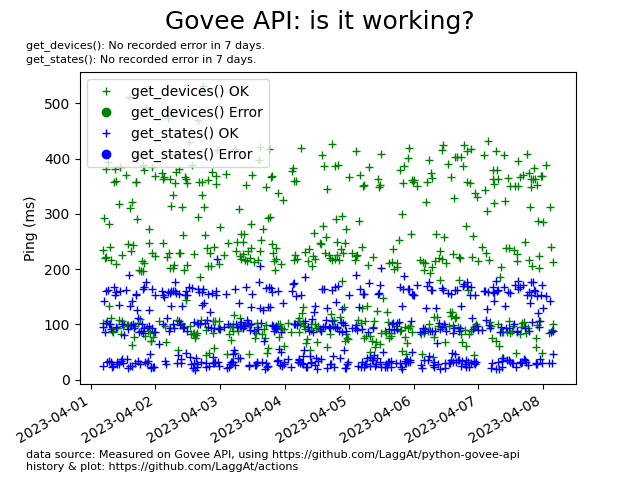 Govee API: is it working?
get_devices(): No recorded error in 7 days.
get_states(): No recorded error in 7 days.
get_devices() OK
get_devices() Error
get_states() OK
get_states() Error
Ping (ms)
500
400
300
200
100
0
2023-04-01
2023-04-02
2023-04-03
2023-04-04
2023-04-05
2023-04-06
2023-04-07
2023-04-08
data source: Measured on Govee API, using https://github.com/LaggAt/python-govee-api
history & plot: https://github.com/LaggAt/actions